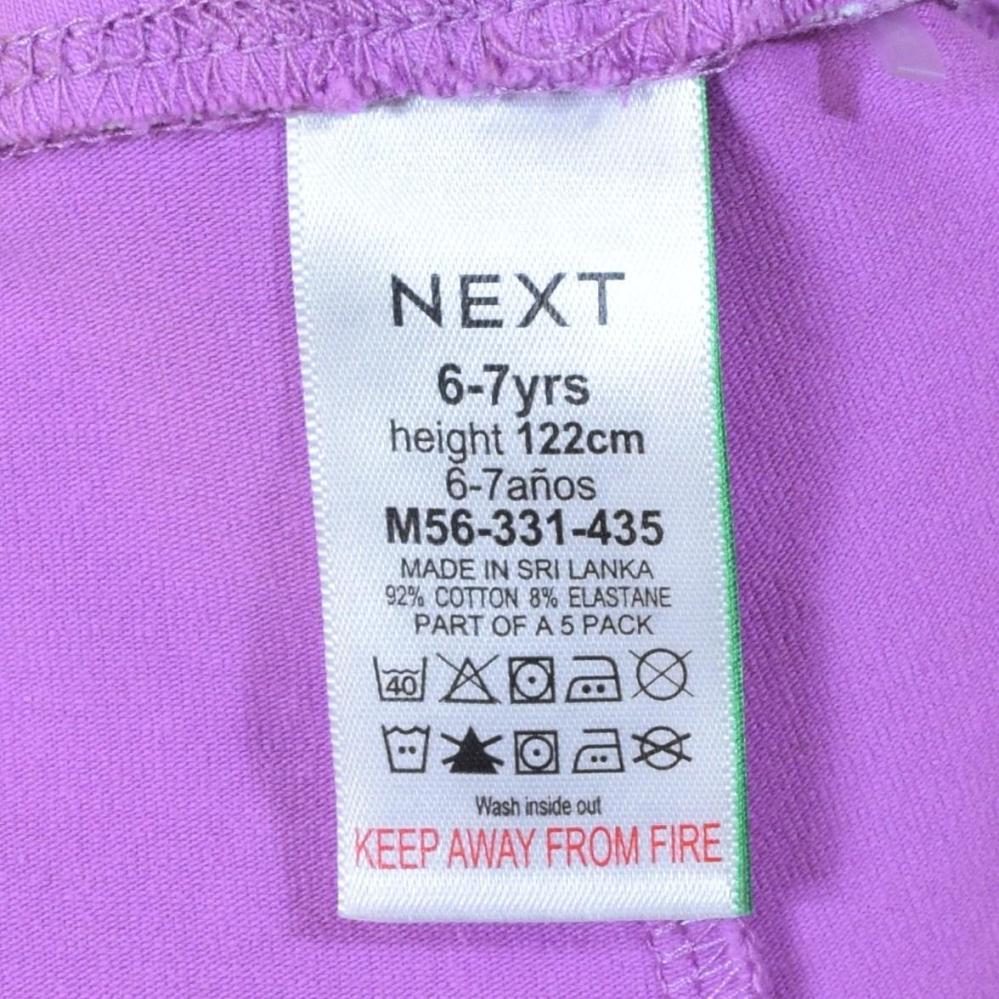 NEXT
6-7yrs
height 122cm
6-7años
M56-331-435
MADE IN SRI LANKA
92% COTTON 8% ELASTANE
PART OF A 5 PACK
40
Wash inside out
KEEP AWAY FROM FIRE